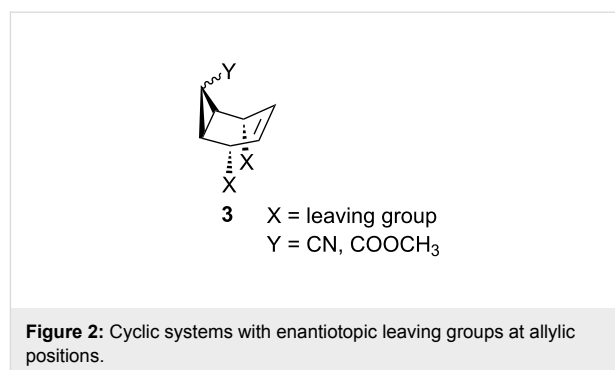 Y
X
X
3 X = leaving group
Y = CN, COOCH₃
Figure 2: Cyclic systems with enantiotopic leaving groups at allylic
positions.